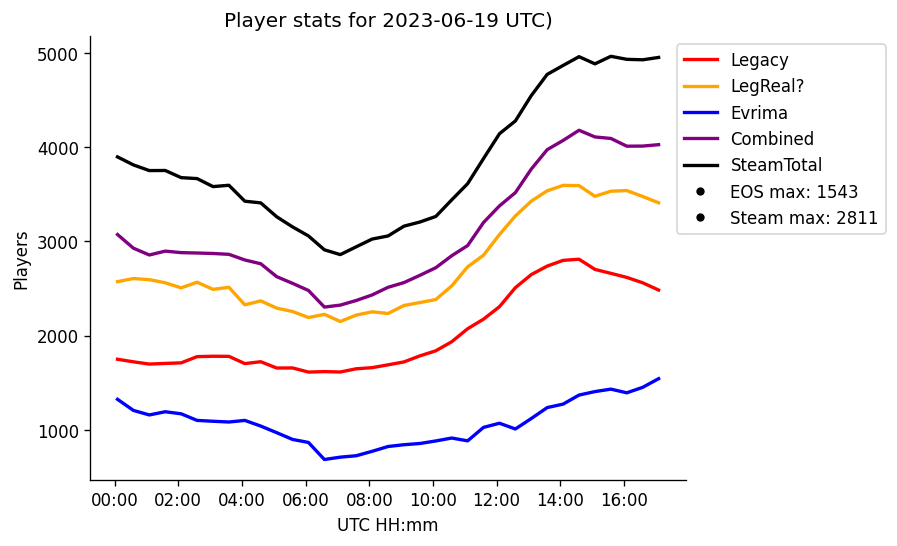 Player stats for 2023-06-19 UTC)
5000
4000
3000
2000
1000
Players
00:00 02:00 04:00 06:00 08:00 10:00 12:00 14:00 16:00
UTC HH:mm
Legacy
LegReal?
Evrima
Combined
SteamTotal
EOS max: 1543
Steam max: 2811